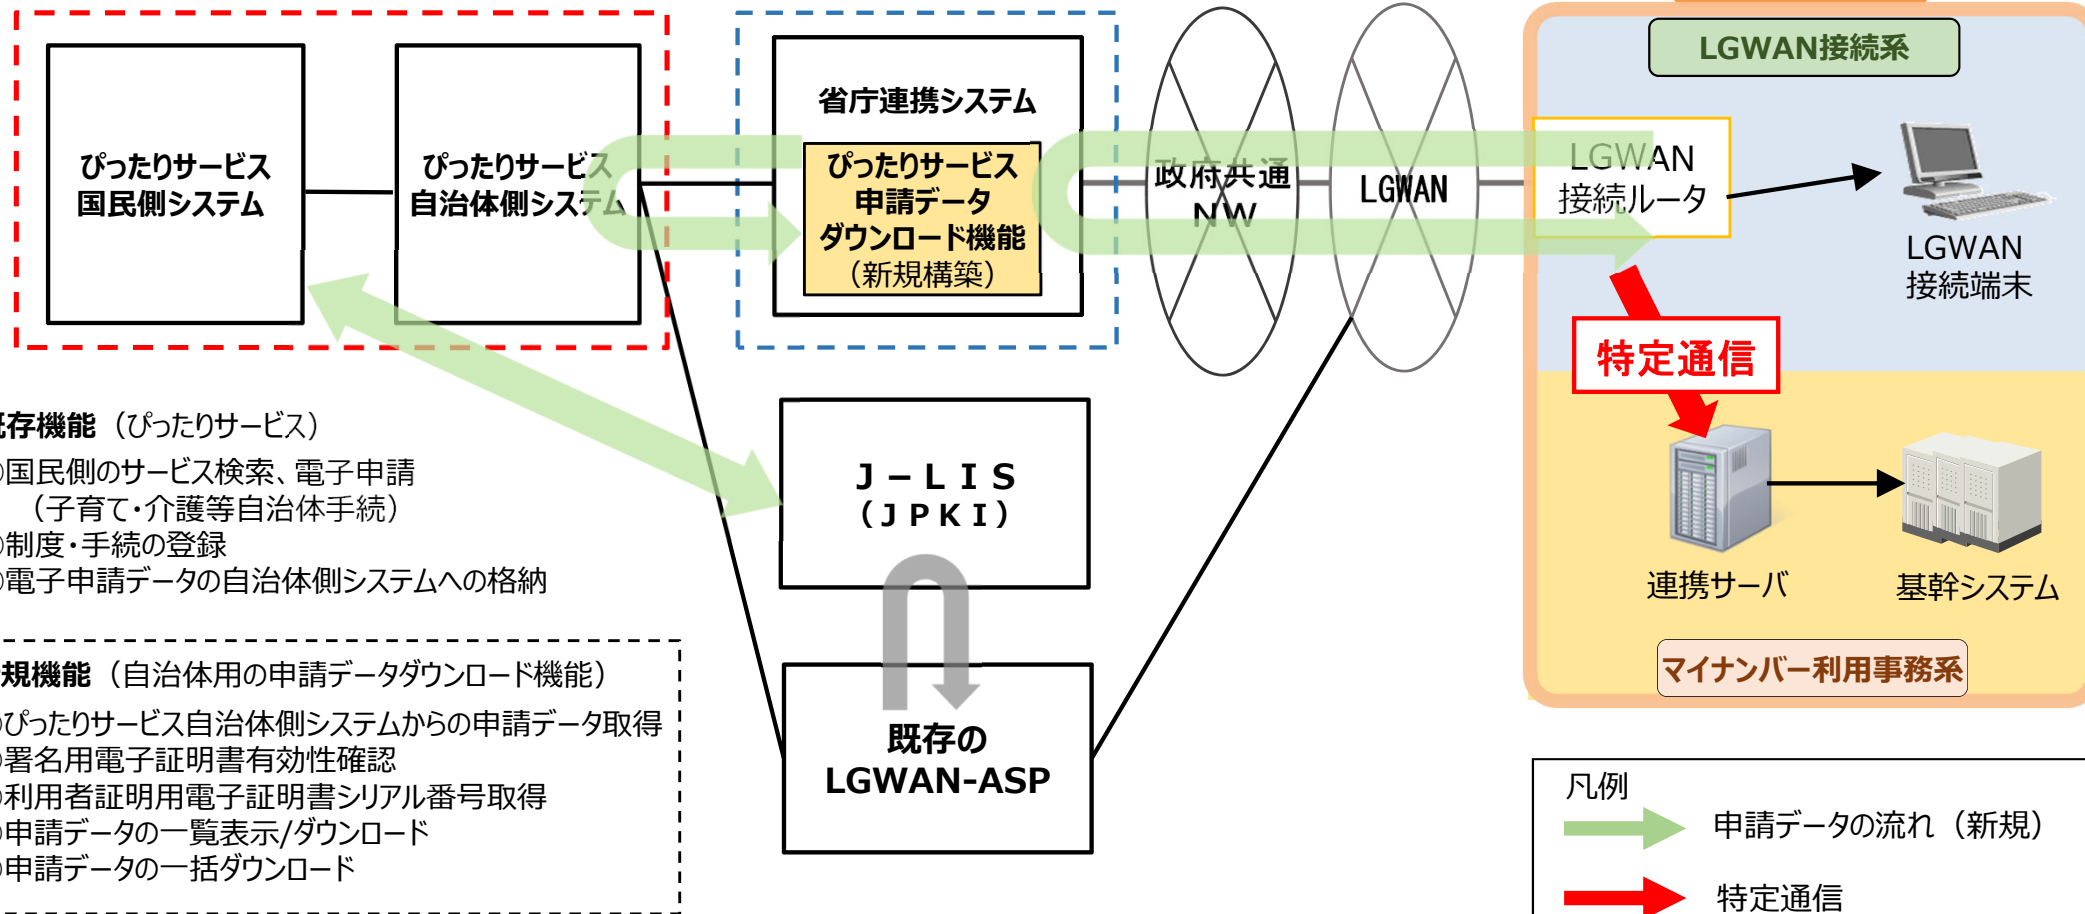 ぴったりサービス
国民側システム
ぴったりサービス
自治体側システム
省庁連携システム
ぴったりサービス
申請データ
ダウンロード機能
（新規構築）
政府共通
NW
LGWAN
LGWAN接続系
LGWAN
接続ルータ
LGWAN
接続端末
特定通信
連携サーバ
基幹システム
マイナンバー利用事務系
J－LIS
（JPKI）
既存の
LGWAN-ASP
存機能（ぴったりサービス）
国民側のサービス検索、電子申請
（子育て・介護等自治体手続）
制度・手続の登録
電子申請データの自治体側システムへの格納
規機能（自治体用の申請データダウンロード機能）
ぴったりサービス自治体側システムからの申請データ取得
署名用電子証明書有効性確認
利用者証明用電子証明書シリアル番号取得
申請データの一覧表示/ダウンロード
申請データの一括ダウンロード
凡例
申請データの流れ（新規）
特定通信